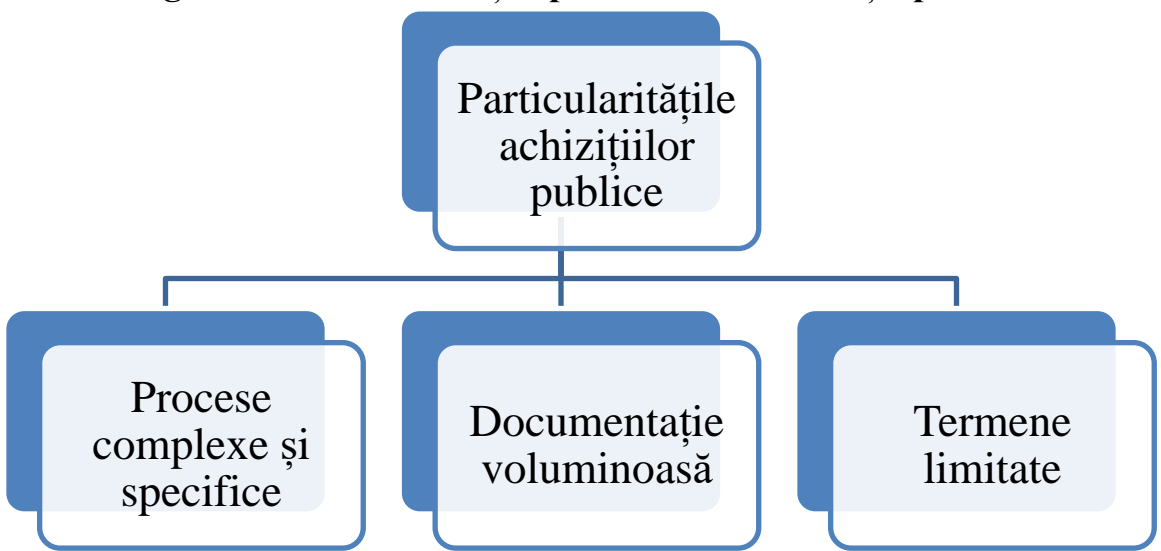 Particularitățile
achizițiilor
publice
Procese
complexe și
specifice
Documentație
voluminoasă
Termene
limitate